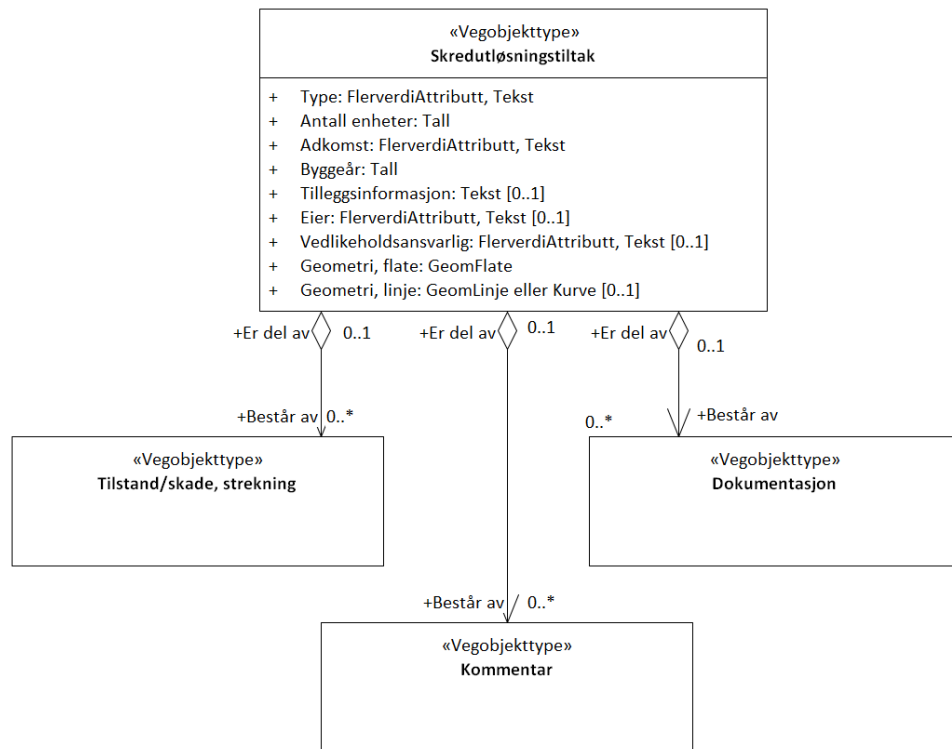 «Vegobjekttype»
Skredutløsningstiltak
+ Type: FlerverdiAttributt, Tekst
+ Antall enheter: Tall
+ Adkomst: FlerverdiAttributt, Tekst
+ Byggeår: Tall
+ Tilleggsinformasjon: Tekst [0..1]
+ Eier: FlerverdiAttributt, Tekst [0..1]
+ Vedlikeholdsansvarlig: FlerverdiAttributt, Tekst [0..1]
+ Geometri, flate: GeomFlate
+ Geometri, linje: GeomLinje eller Kurve [0..1]
+Er del av 0..1
+Er del av 0..1
+Er del av 0..1
+Består av 0..*
0..* +Består av
«Vegobjekttype»
Tilstand/skade, strekning
«Vegobjekttype»
Dokumentasjon
+Består av 0..*
«Vegobjekttype»
Kommentar